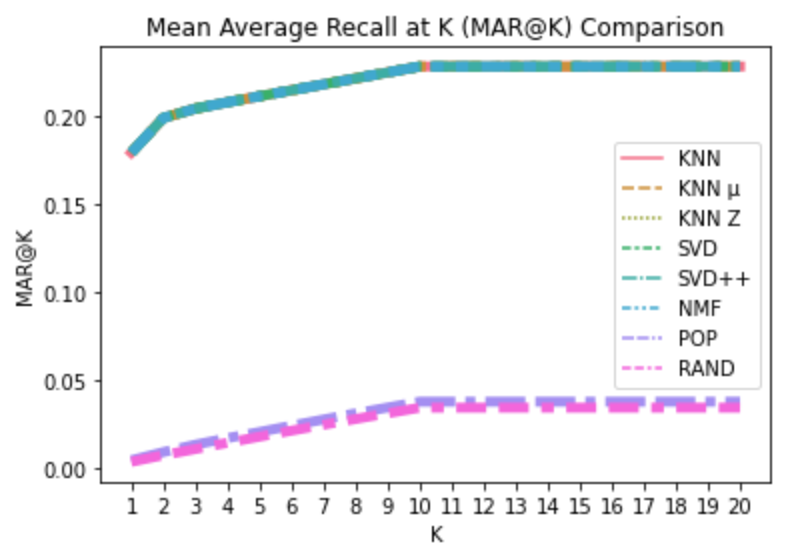 Mean Average Recall at K (MAR@K) Comparison
MAR@K
0.20
0.15
0.10
0.05
0.00
KNN
KNN μ
KNN Z
SVD
SVD++
NMF
POP
RAND
1 2 3 4 5 6 7 8 9 10 11 12 13 14 15 16 17 18 19 20
K